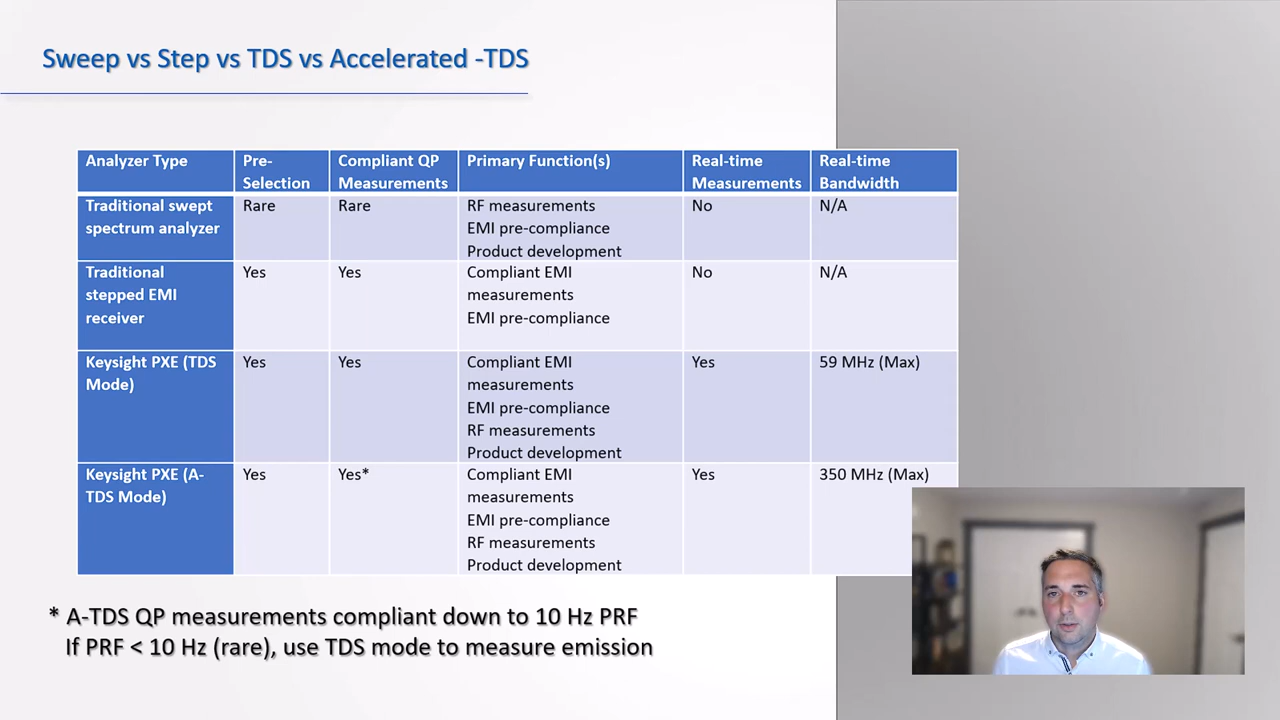 Sweep vs Step vs TDS vs Accelerated -TDS
Analyzer Type
Pre-
Selection
Compliant QP
Measurements
Primary Function(s)
Real-time
Measurements
Real-time
Bandwidth
Traditional swept
spectrum analyzer
Rare
Rare
RF measurements
EMI pre-compliance
Product development
No
N/A
Traditional
stepped EMI
receiver
Yes
Yes
Compliant EMI
measurements
EMI pre-compliance
No
N/A
Keysight PXE (TDS
Mode)
Yes
Yes
Compliant EMI
measurements
EMI pre-compliance
RF measurements
Product development
Yes
59 MHz (Max)
Keysight PXE (A-
TDS Mode)
Yes
Yes*
Compliant EMI
measurements
EMI pre-compliance
RF measurements
Product development
Yes
350 MHz (Max)
* A-TDS QP measurements compliant down to 10 Hz PRF
If PRF < 10 Hz (rare), use TDS mode to measure emission